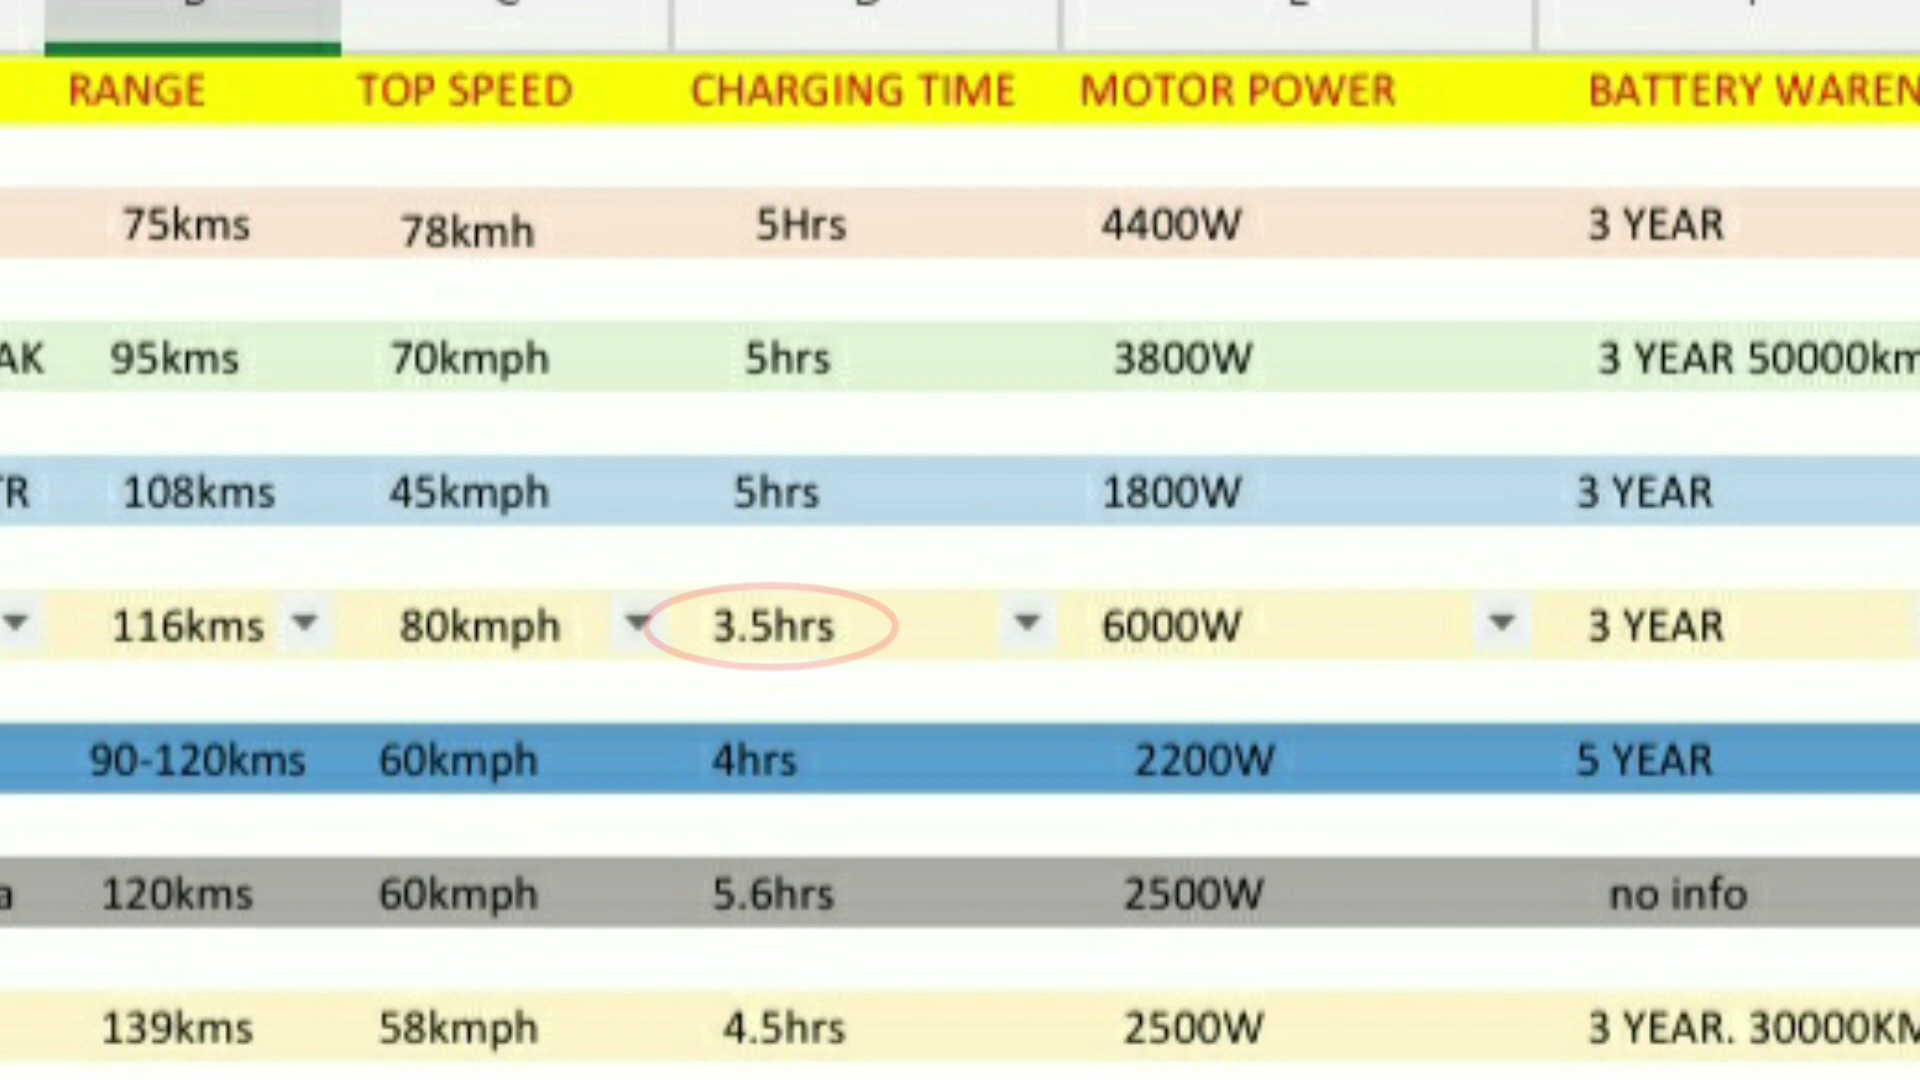 RANGE TOP SPEED CHARGING TIME MOTOR POWER BATTERY WAREN
75kms 78kmh 5Hrs 4400W 3 YEAR
AK 95kms 70kmph 5hrs 3800W 3 YEAR 50000km
TR 108kms 45kmph 5hrs 1800W 3 YEAR
116kms 80kmph 3.5hrs 6000W 3 YEAR
90-120kms 60kmph 4hrs 2200W 5 YEAR
a 120kms 60kmph 5.6hrs 2500W no info
139kms 58kmph 4.5hrs 2500W 3 YEAR. 30000KM